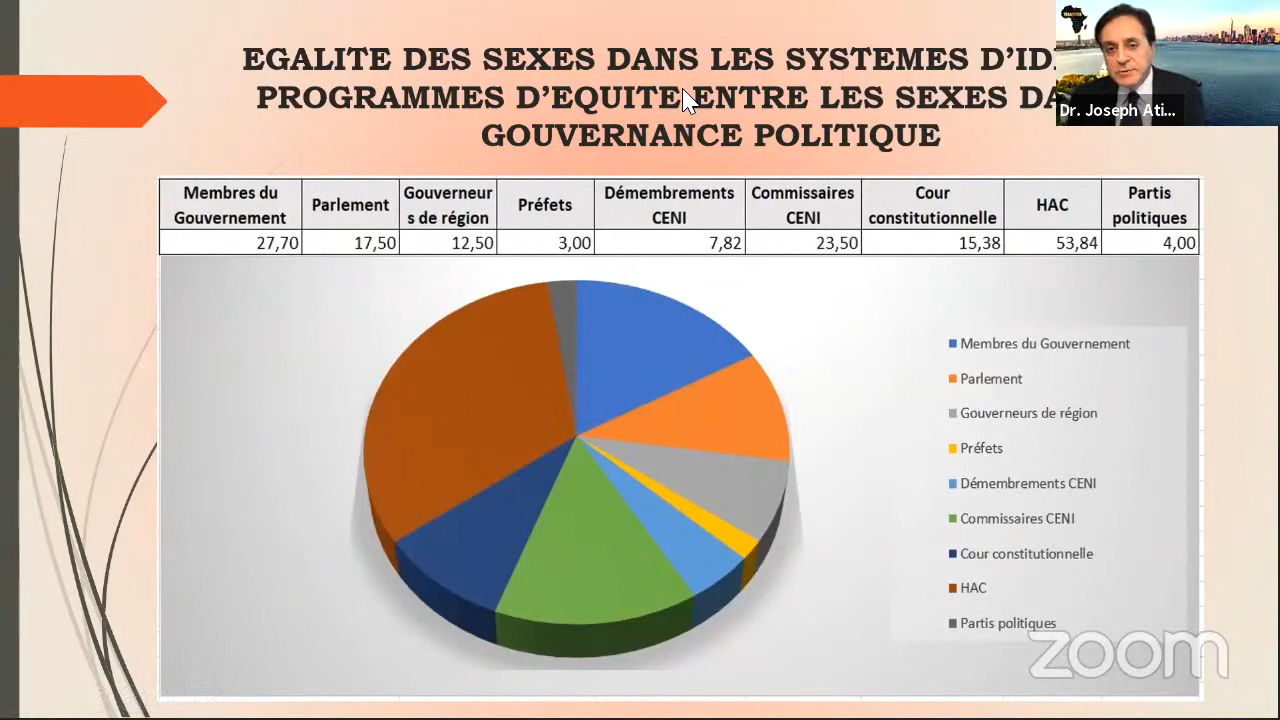 EGALITE DES SEXES DANS LES SYSTEMES
PROGRAMMES D’EQUITE ENTRE LES SEXES
GOUVERNANCE POLITIQUE
Dr. Joseph Ati...
Membres du Gouvernement
Parlement
Gouverneur s de région
Préfets
Démembrements CENI
Commissaires CENI
Cour constitutionnelle
HAC
Partis politiques
27,70 17,50 12,50 3,00 7,82 23,50 15,38 53,84 4,00
Membres du Gouvernement
Parlement
Gouverneurs de région
Préfets
Démembrements CENI
Commissaires CENI
Cour constitutionnelle
HAC
Partis politiques
zoom